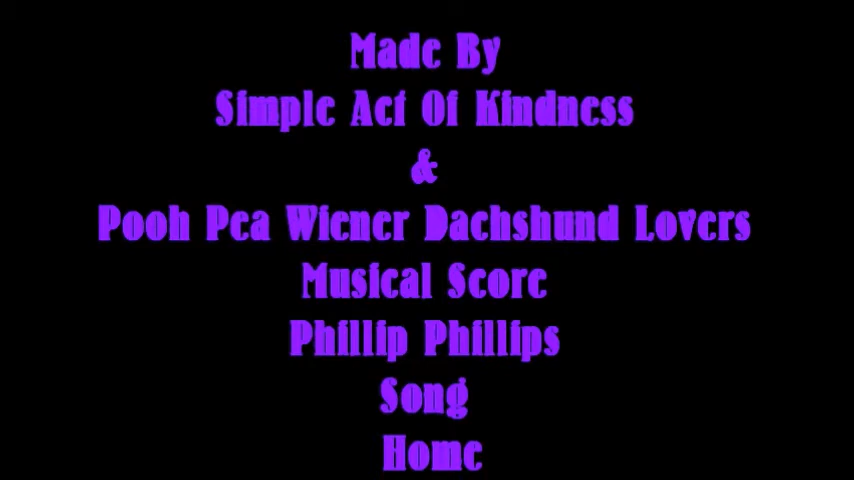 Made By
Simple Act Of Kindness
&
Pooh Pea Wiener Dachshund Lovers
Musical Score
Phillip Phillips
Song
Home